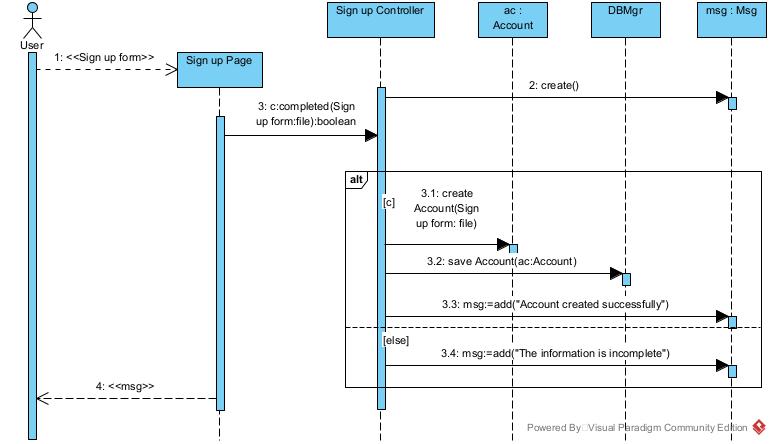 Sign up Controller
ac :
Account
DBMgr
msg : Msg
User
1: <<Sign up form>>
Sign up Page
2: create()
3: c:completed(Sign
up form:file):boolean
alt
[c]
3.1: create
Account(Sign
up form: file)
3.2: save Account(ac:Account)
3.3: msg:=add("Account created successfully")
[else]
3.4: msg:=add("The information is incomplete")
4: <<msg>>
Powered By Visual Paradigm Community Edition